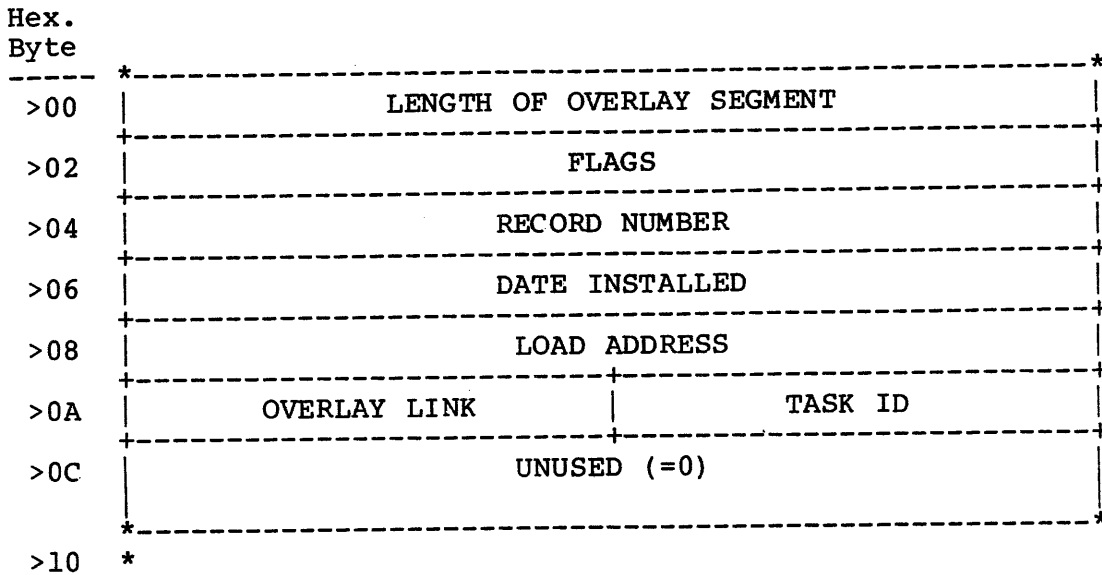 Hex.
Byte
----- *-----------------------------------------------------------*
>00 | LENGTH OF OVERLAY SEGMENT |
+-----------------------------------------------------------+
>02 | FLAGS |
+-----------------------------------------------------------+
>04 | RECORD NUMBER |
+-----------------------------------------------------------+
>06 | DATE INSTALLED |
+-----------------------------------------------------------+
>08 | LOAD ADDRESS |
+-----------------------------+-----------------------------+
>0A | OVERLAY LINK | TASK ID |
+-----------------------------+-----------------------------+
>0C | UNUSED (=0) |
*-----------------------------------------------------------*
>10 *